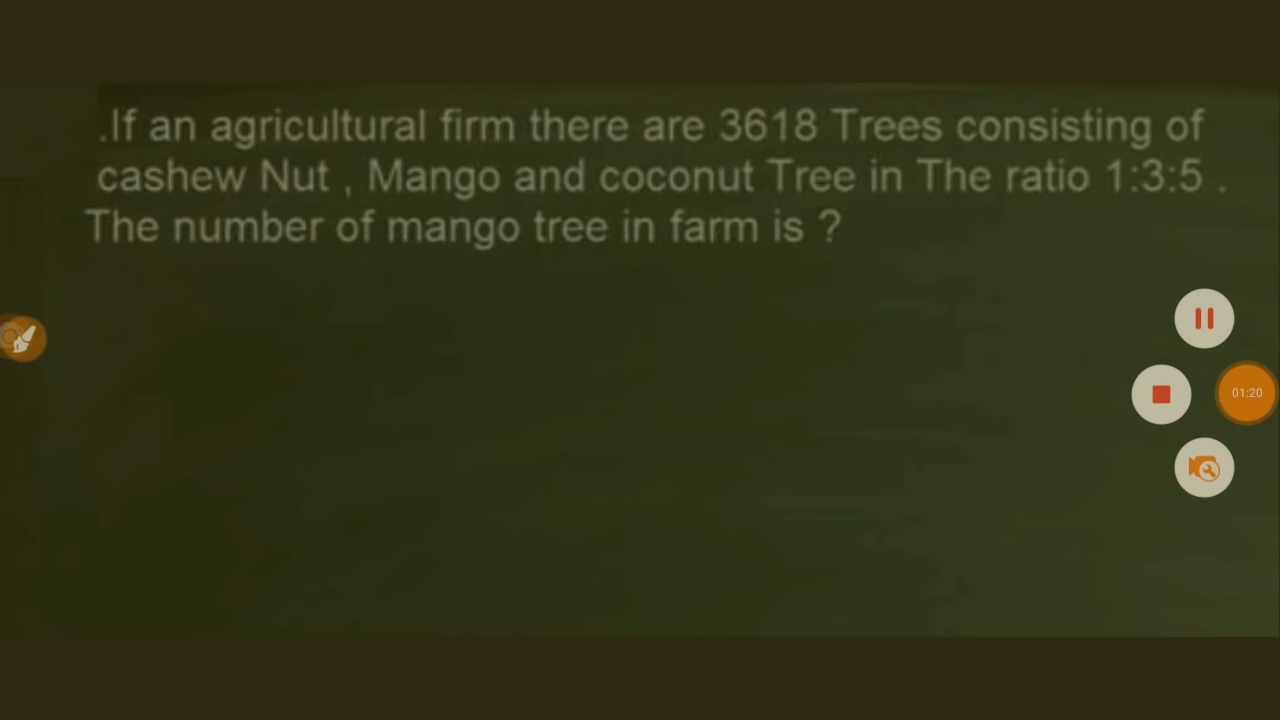 .If an agricultural firm there are 3618 Trees consisting of
cashew Nut , Mango and coconut Tree in The ratio 1:3:5 .
The number of mango tree in farm is ?
01:20